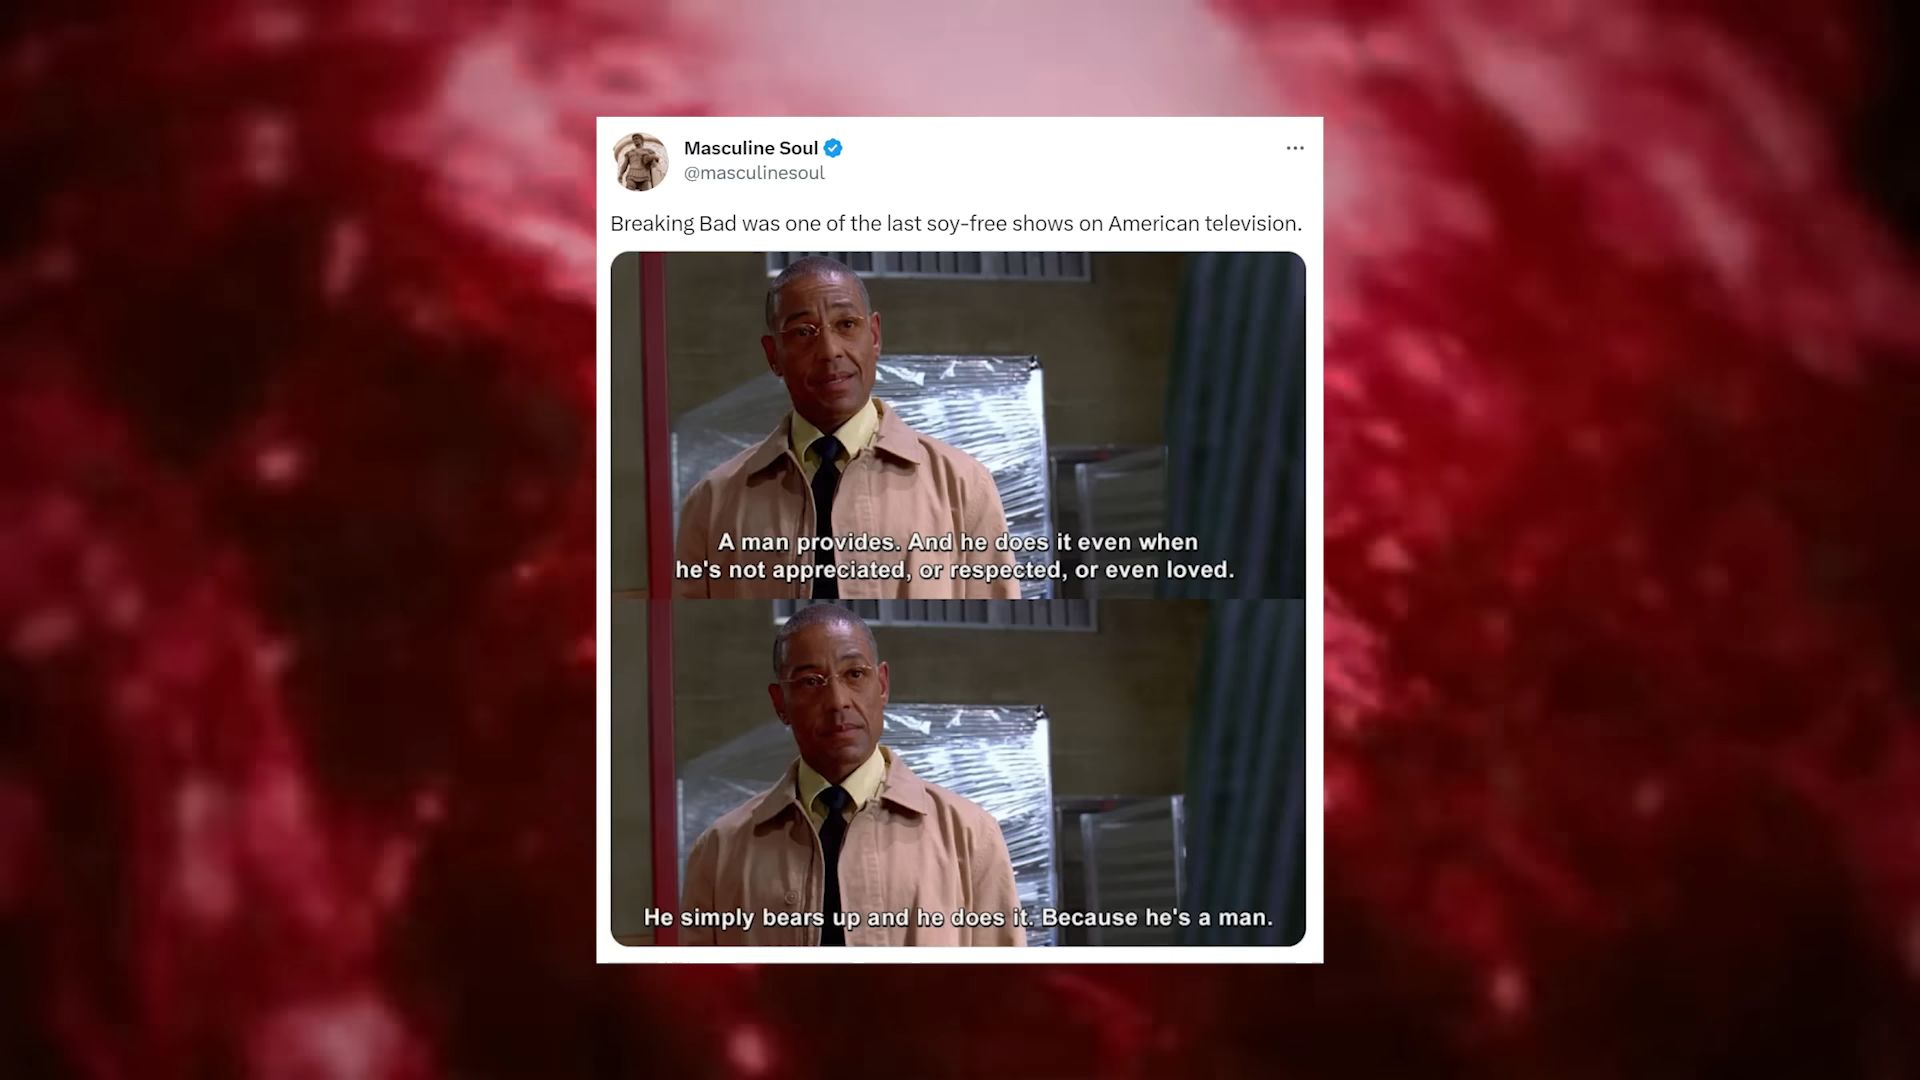 Masculine Soul
@masculinesoul
Breaking Bad was one of the last soy-free shows on American television.
A man provides. And he does it even when
he's not appreciated, or respected, or even loved.
He simply bears up and he does it. Because he's a man.